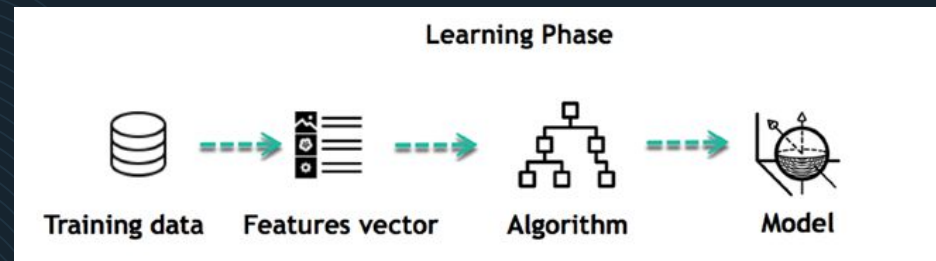 Learning Phase
Training data
Features vector
Algorithm
Model